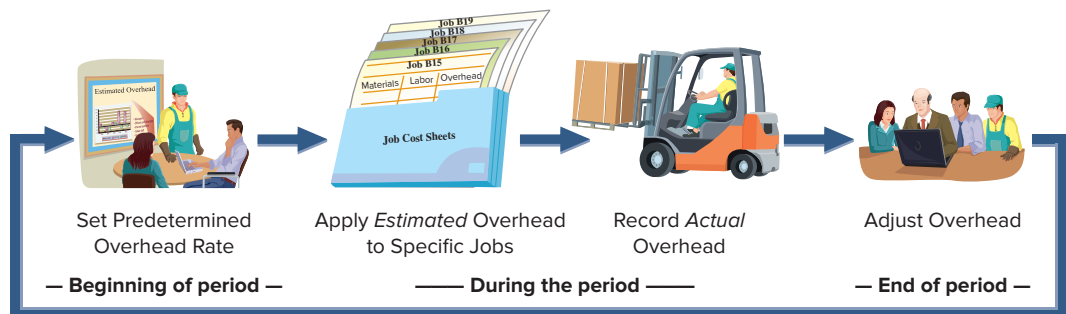 Job B19
Job B18
Job B17
Job B16
Job B15
Materials Labor Overhead
Job Cost Sheets
Estimated Overhead
Set Predetermined
Overhead Rate
Apply Estimated Overhead
to Specific Jobs
Record Actual
Overhead
Adjust Overhead
— Beginning of period —
—— During the period ——
— End of period —